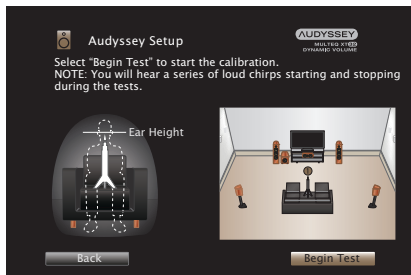 Audyssey Setup
AUDYSSEY
MULTEQ XT32
DYNAMIC VOLUME
Select "Begin Test" to start the calibration.
NOTE: You will hear a series of loud chirps starting and stopping
during the tests.
Ear Height
Back
Begin Test